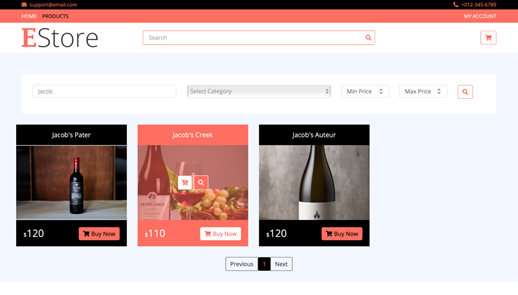 support@email.com
+012-345-6789
HOME PRODUCTS
MY ACCOUNT
EStore
Search
Jacob
Select Category
Min Price
Max Price
Jacob's Pater
Jacob's Creek
Jacob's Auteur
$120
Buy Now
$110
Buy Now
$120
Buy Now
Previous 1 Next